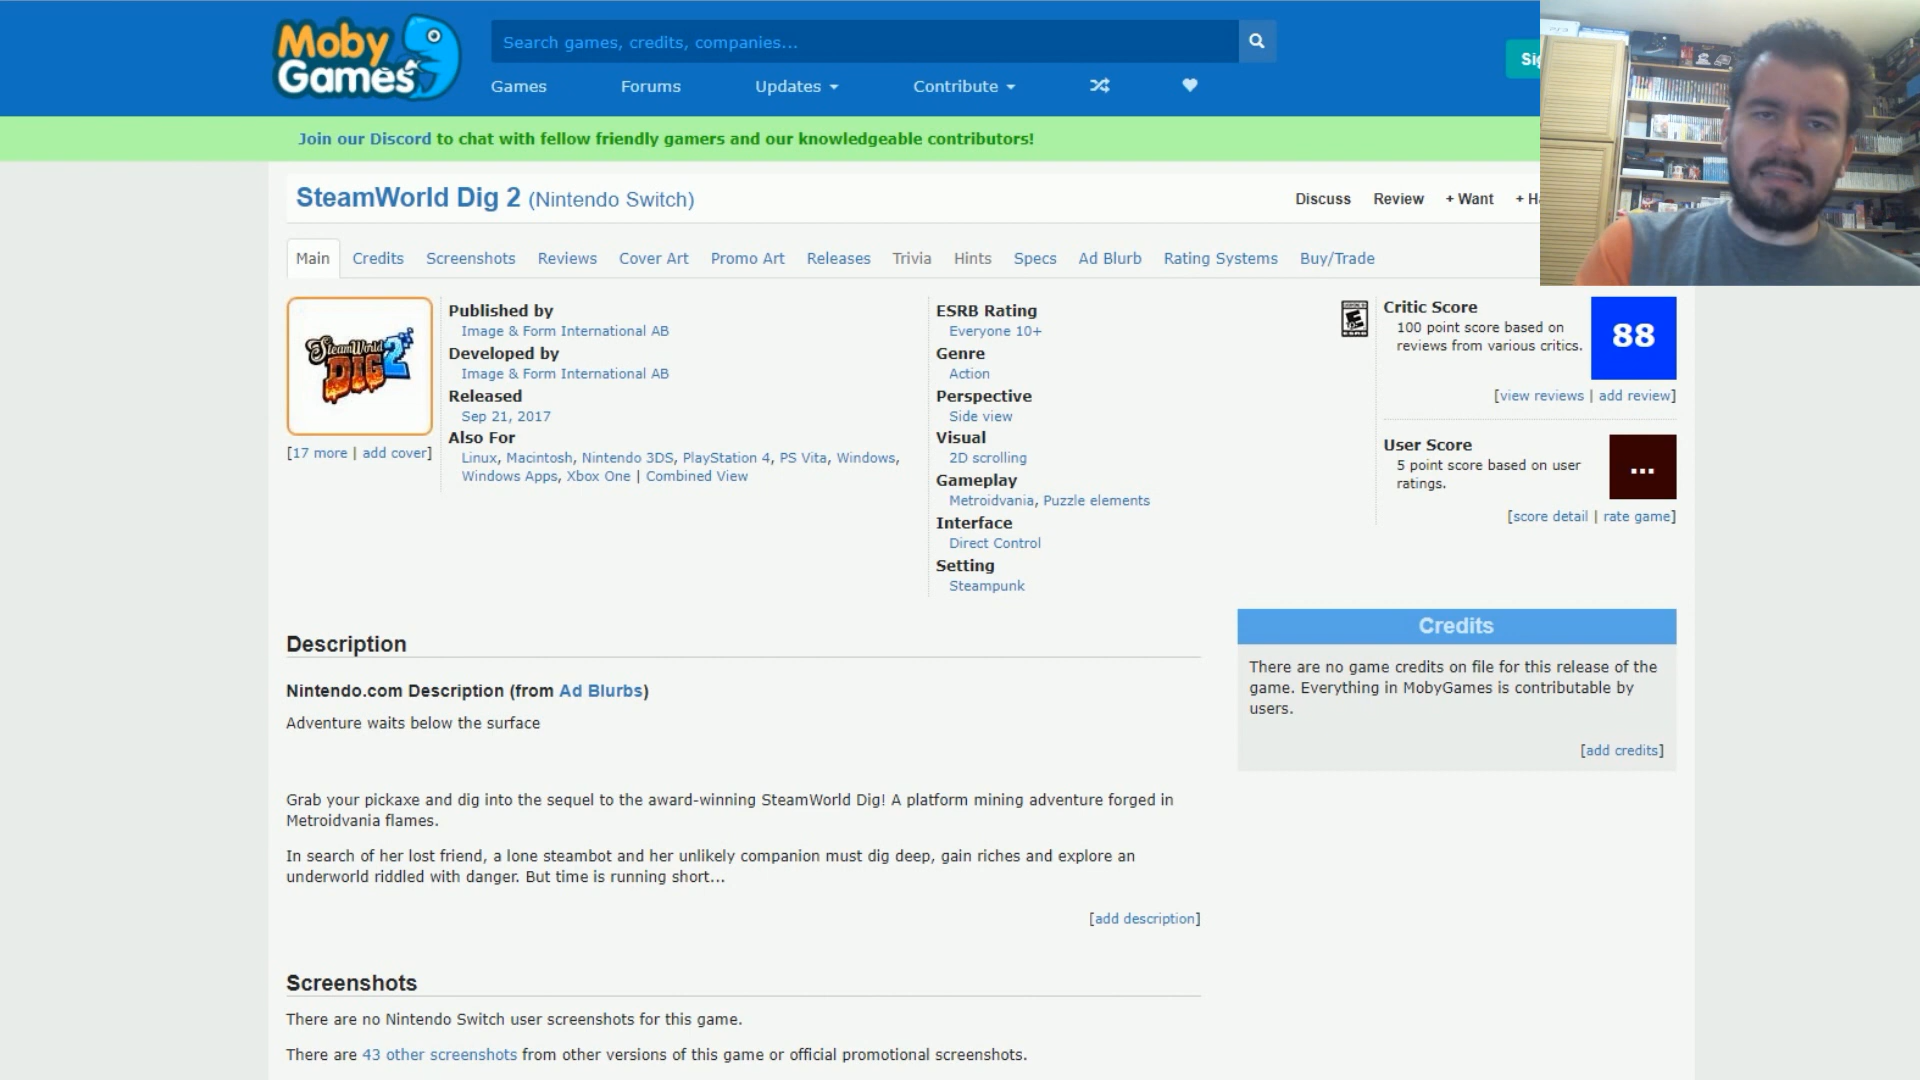 Moby
Games
Search games, credits, companies...
Games Forums Updates Contribute
Join our Discord to chat with fellow friendly gamers and our knowledgeable contributors!
SteamWorld Dig 2 (Nintendo Switch)
Discuss Review + Want
Main Credits Screenshots Reviews Cover Art Promo Art Releases Trivia Hints Specs Ad Blurb Rating Systems Buy/Trade
SteamWorld
DIG 2
[17 more | add cover]
Published by
Image & Form International AB
Developed by
Image & Form International AB
Released
Sep 21, 2017
Also For
Linux, Macintosh, Nintendo 3DS, PlayStation 4, PS Vita, Windows,
Windows Apps, Xbox One | Combined View
ESRB Rating
Everyone 10+
Genre
Action
Perspective
Side view
Visual
2D scrolling
Gameplay
Metroidvania, Puzzle elements
Interface
Direct Control
Setting
Steampunk
Critic Score
100 point score based on
reviews from various critics.
88
[view reviews | add review]
User Score
5 point score based on user
ratings.
...
[score detail | rate game]
Description
Nintendo.com Description (from Ad Blurbs)
Adventure waits below the surface
Grab your pickaxe and dig into the sequel to the award-winning SteamWorld Dig! A platform mining adventure forged in
Metroidvania flames.
In search of her lost friend, a lone steambot and her unlikely companion must dig deep, gain riches and explore an
underworld riddled with danger. But time is running short...
[add description]
Credits
There are no game credits on file for this release of the
game. Everything in MobyGames is contributable by
users.
[add credits]
Screenshots
There are no Nintendo Switch user screenshots for this game.
There are 43 other screenshots from other versions of this game or official promotional screenshots.